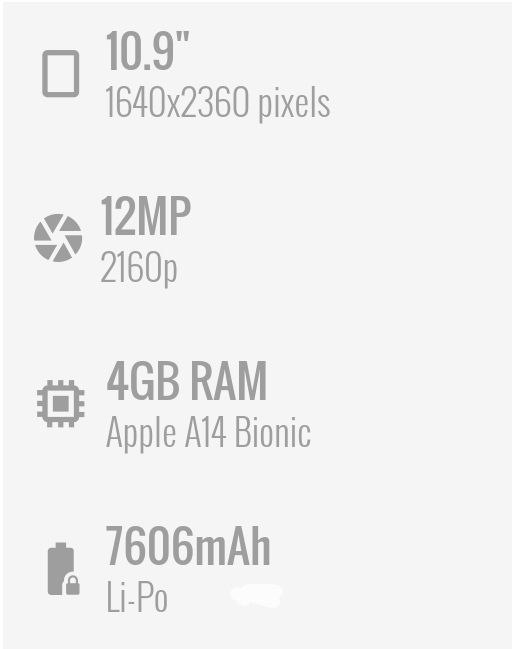 10.9"
1640x2360 pixels
12MP
2160p
4GB RAM
Apple A14 Bionic
7606mAh
Li-Po